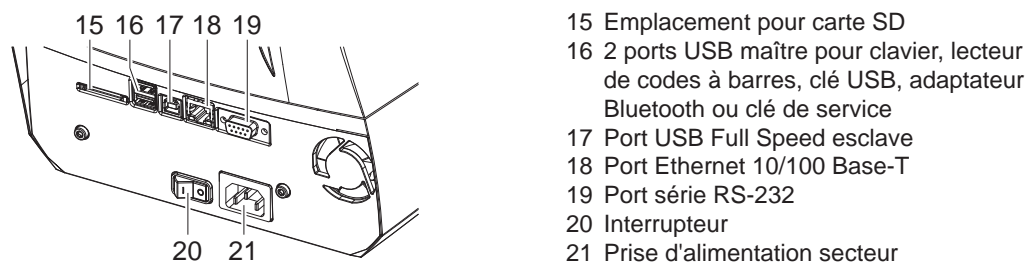 15 16 17 18 19
20 21
15 Emplacement pour carte SD
16 2 ports USB maître pour clavier, lecteur
de codes à barres, clé USB, adaptateur
Bluetooth ou clé de service
17 Port USB Full Speed esclave
18 Port Ethernet 10/100 Base-T
19 Port série RS-232
20 Interrupteur
21 Prise d'alimentation secteur